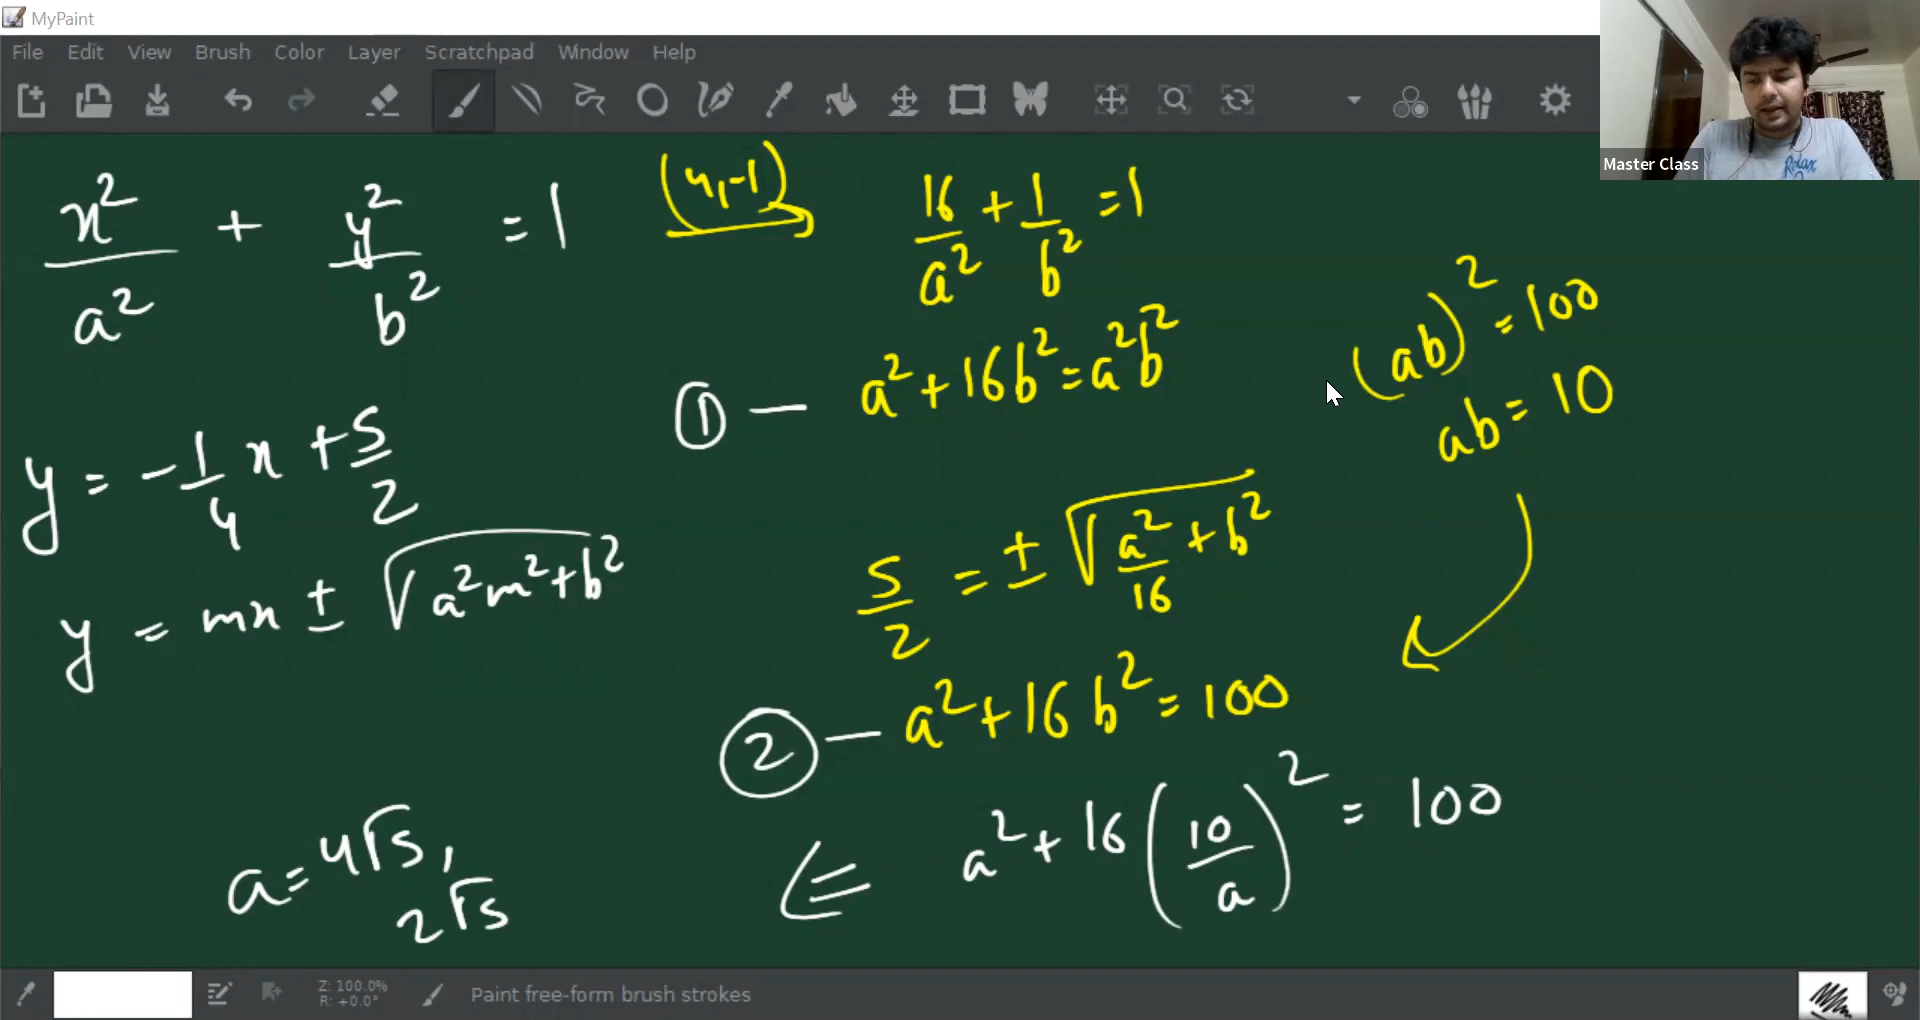 MyPaint
File Edit View Brush Color Layer Scratchpad Window Help
Master Class
x²/a² + y²/b² = 1
(4,-1)
16/a² + 1/b² = 1
① — a² + 16b² = a²b²
(ab)² = 100
ab = 10
y = -1/4 x + 5/2
y = mx ± √(a²m² + b²)
5/2 = ± √(a²/16 + b²)
② — a² + 16b² = 100
a² + 16(10/a)² = 100
⇐
a = 4√5,
2√5
Z: 100.0%
R: +0.0°
Paint free-form brush strokes